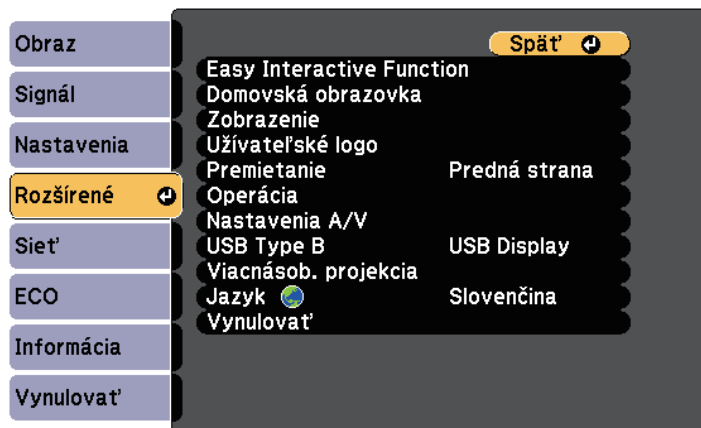 Obraz
Signál
Nastavenia
Rozšírené
Sieť
ECO
Informácia
Vynulovať
Späť
Easy Interactive Function
Domovská obrazovka
Zobrazenie
Užívateľské logo
Premietanie Predná strana
Operácia
Nastavenia A/V
USB Type B USB Display
Viacnásob. projekcia
Jazyk Slovenčina
Vynulovať